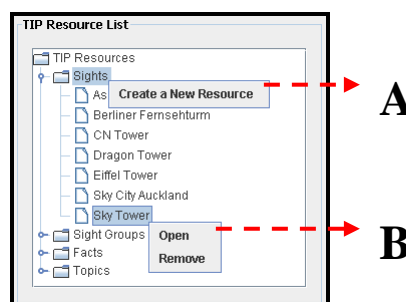 TIP Resource List
TIP Resources
Sights
As
Create a New Resource
A
Berliner Fernsehturm
CN Tower
Dragon Tower
Eiffel Tower
Sky City Auckland
Sky Tower
Sight Groups
Open
B
Facts
Remove
Topics